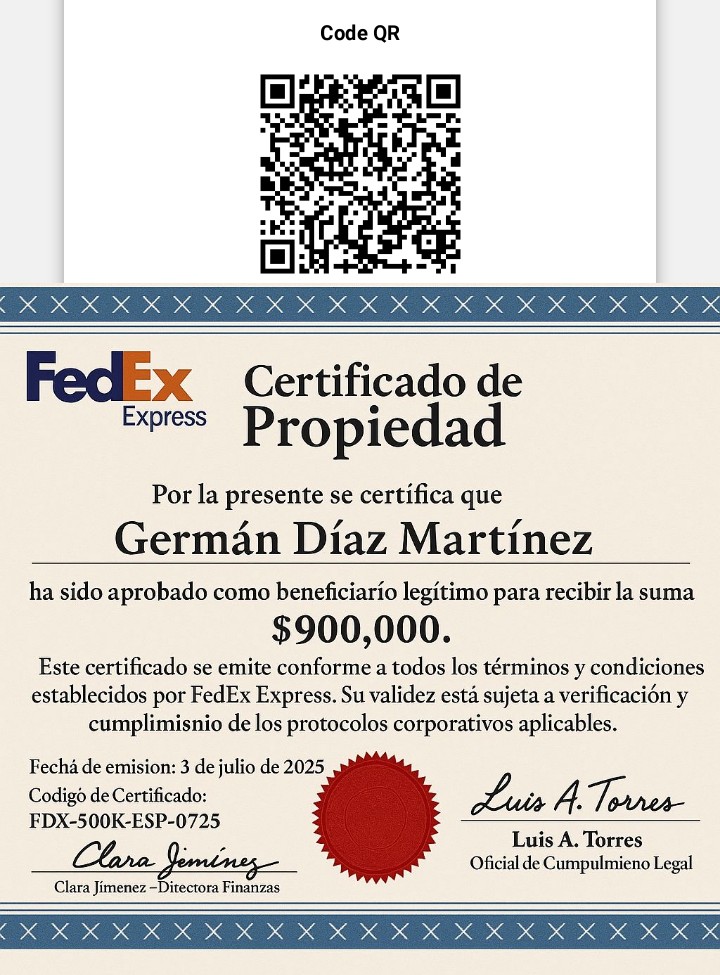 Code QR
FedEx
Express
Certificado de
Propiedad
Por la presente se certífica que
Germán Díaz Martínez
ha sido aprobado como beneficiarío legítimo para recibir la suma
$900,000.
Este certificado se emite conforme a todos los términos y condiciones
establecidos por FedEx Express. Su validez está sujeta a verificación y
cumplimisnio de los protocolos corporativos aplicables.
Fechá de emision: 3 de julio de 2025
Codigó de Certificado:
FDX-500K-ESP-0725
Clara Jiminez
Clara Jímenez –Ditectora Finanzas
Luis A. Torres
Luis A. Torres
Oficial de Cumpulmieno Legal